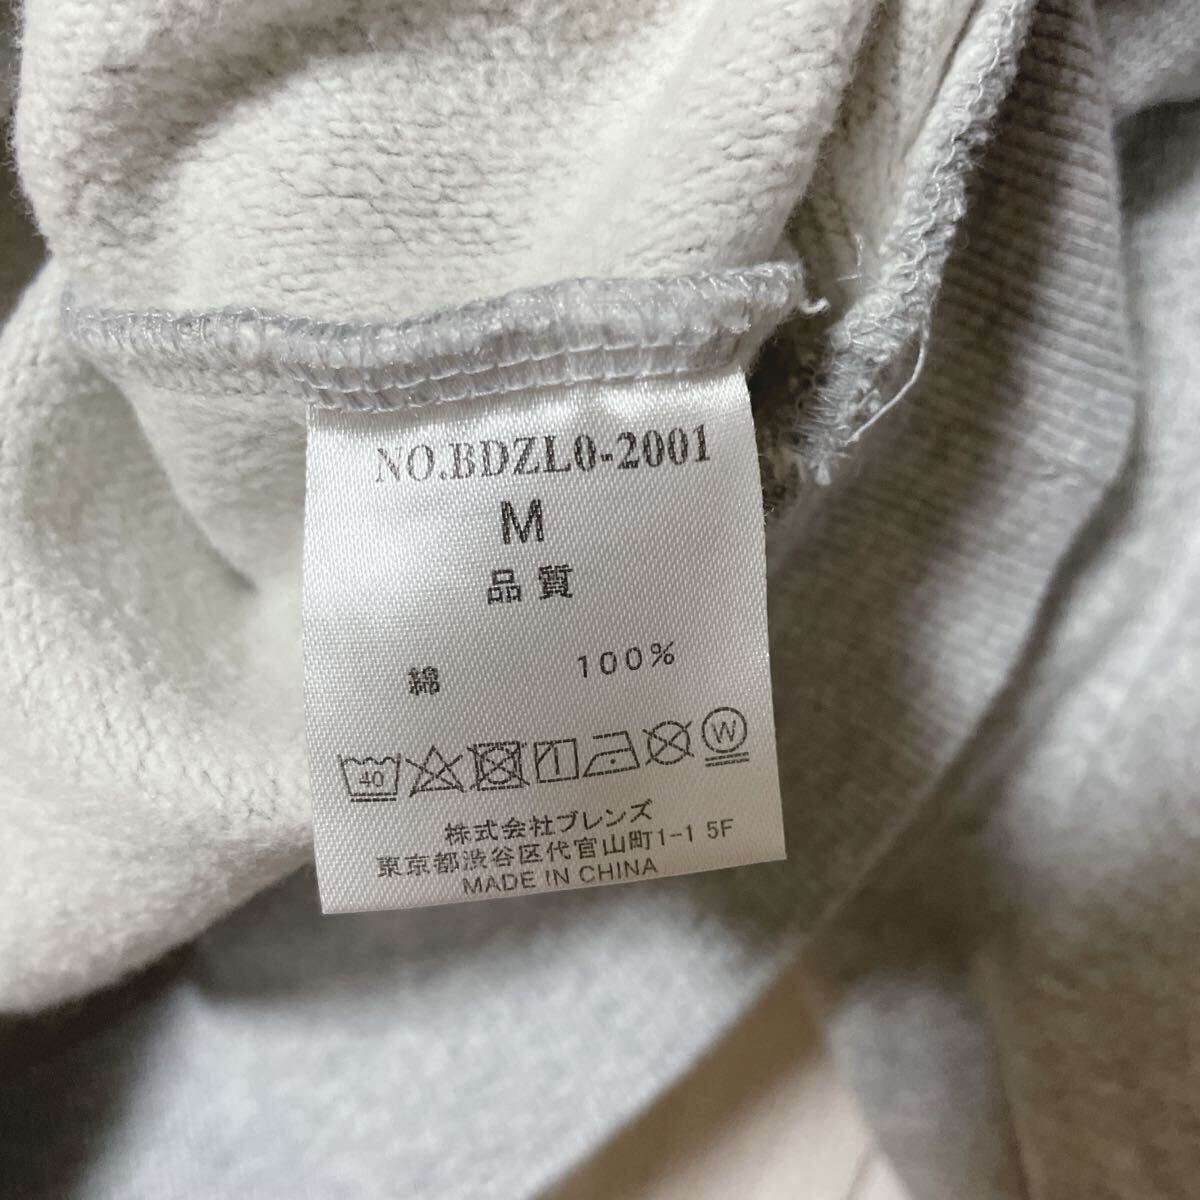 NO.BDZL0-2001
M
品質
綿 100%
40 W
株式会社ブレンズ
東京都渋谷区代官山町1-1 5F
MADE IN CHINA